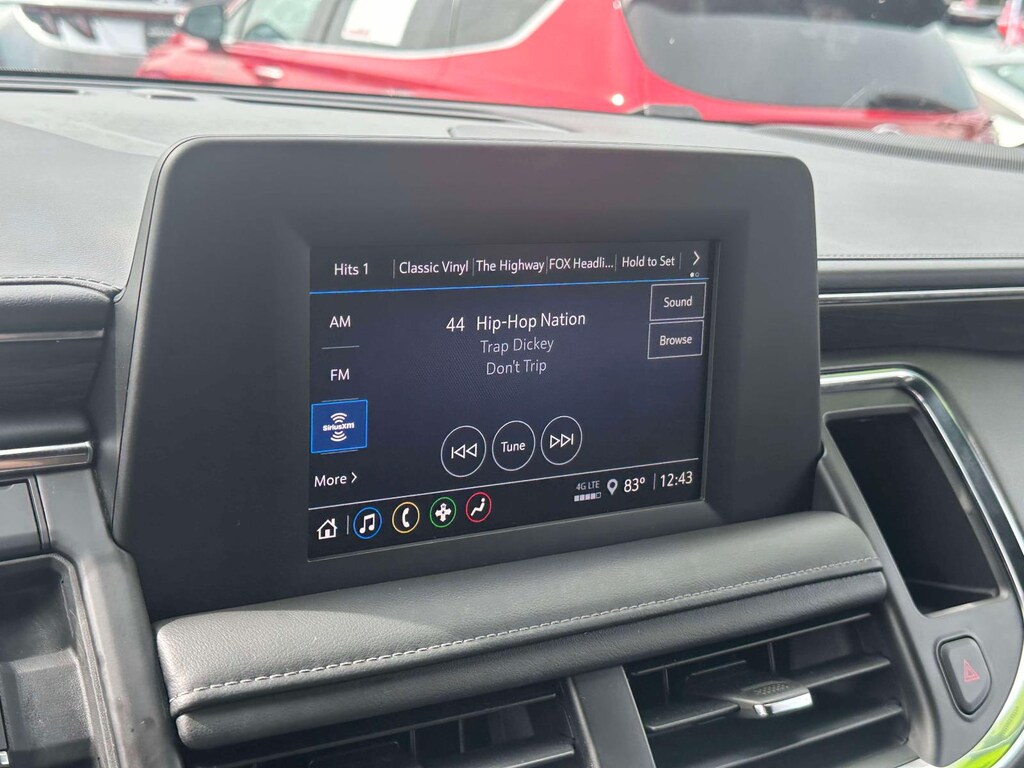 Hits 1 Classic Vinyl The Highway FOX Headli... Hold to Set >
AM
44 Hip-Hop Nation
Sound
Trap Dickey
Browse
Don't Trip
FM
SiriusXM
Tune
More >
4G LTE 83° 12:43